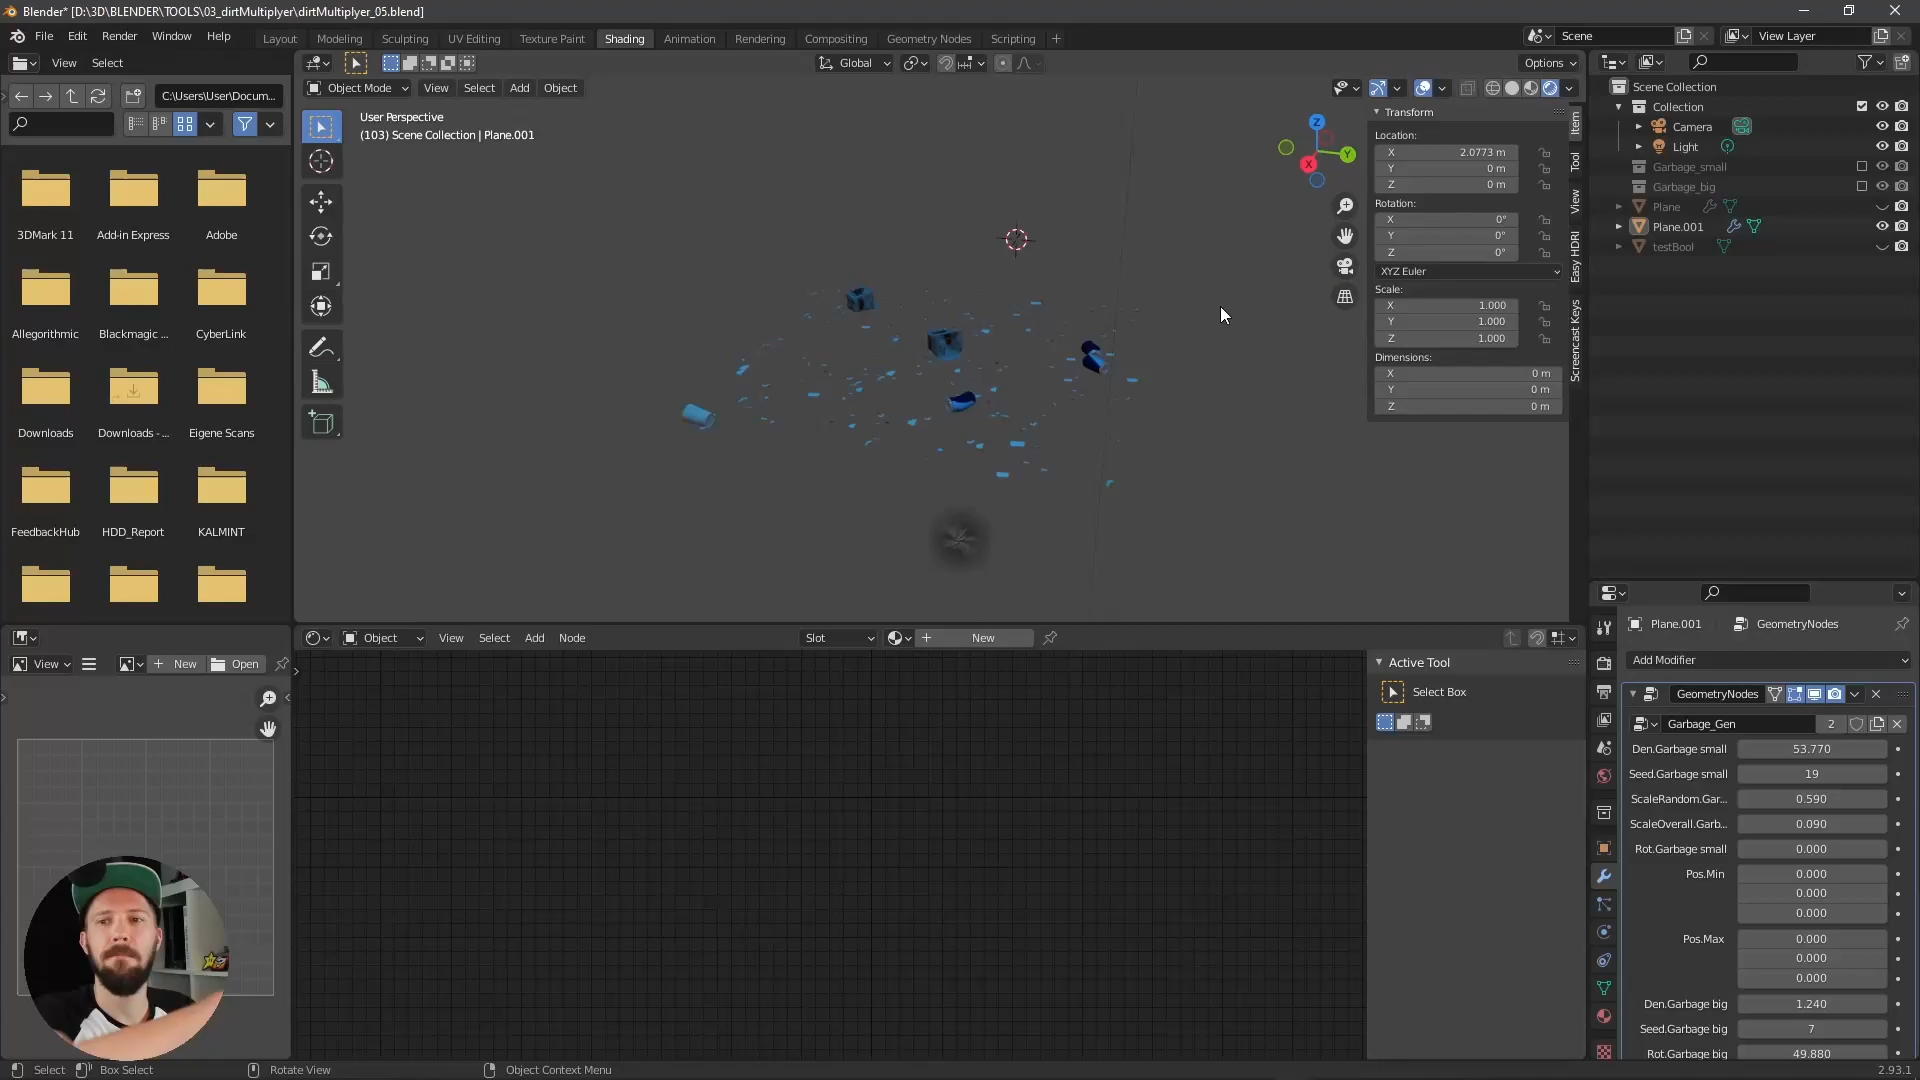 Blender* [D:\3D\BLENDER\TOOLS\03_dirtMultiplyer\dirtMultiplyer_05.blend]
File Edit Render Window Help
Layout Modeling Sculpting UV Editing Texture Paint Shading Animation Rendering Compositing Geometry Nodes Scripting +
Scene
View Layer
View Select
Global
Options
C:\Users\User\Docum...
Object Mode View Select Add Object
User Perspective
(103) Scene Collection | Plane.001
Z
Y
X
3DMark 11
Add-in Express
Adobe
Allegorithmic
Blackmagic ...
CyberLink
Downloads
Downloads - ...
Eigene Scans
FeedbackHub
HDD_Report
KALMINT
Transform
Location:
X 2.0773 m
Y 0 m
Z 0 m
Rotation:
X 0°
Y 0°
Z 0°
XYZ Euler
Scale:
X 1.000
Y 1.000
Z 1.000
Dimensions:
X 0 m
Y 0 m
Z 0 m
Item
Tool
View
Easy HDRI
Screencast Keys
Scene Collection
Collection
Camera
Light
Garbage_small
Garbage_big
Plane
Plane.001
testBool
View
New
Open
Object View Select Add Node
Slot
New
Active Tool
Select Box
Plane.001 GeometryNodes
Add Modifier
GeometryNodes
Garbage_Gen 2
Den.Garbage small 53.770
Seed.Garbage small 19
ScaleRandom.Gar... 0.590
ScaleOverall.Garb... 0.090
Rot.Garbage small 0.000
Pos.Min 0.000
0.000
0.000
Pos.Max 0.000
0.000
0.000
Den.Garbage big 1.240
Seed.Garbage big 7
Rot.Garbage big 49.880
Select
Box Select
Rotate View
Object Context Menu
2.93.1